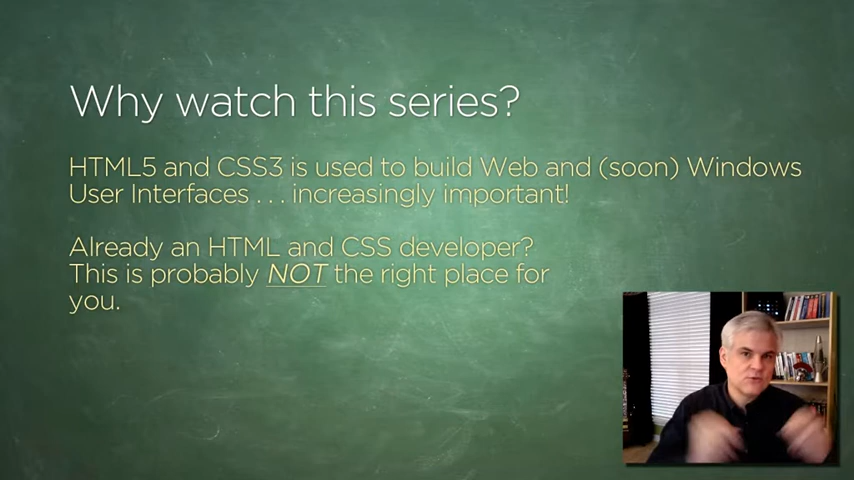 Why watch this series?
HTML5 and CSS3 is used to build Web and (soon) Windows
User Interfaces . . . increasingly important!
Already an HTML and CSS developer?
This is probably NOT the right place for
you.